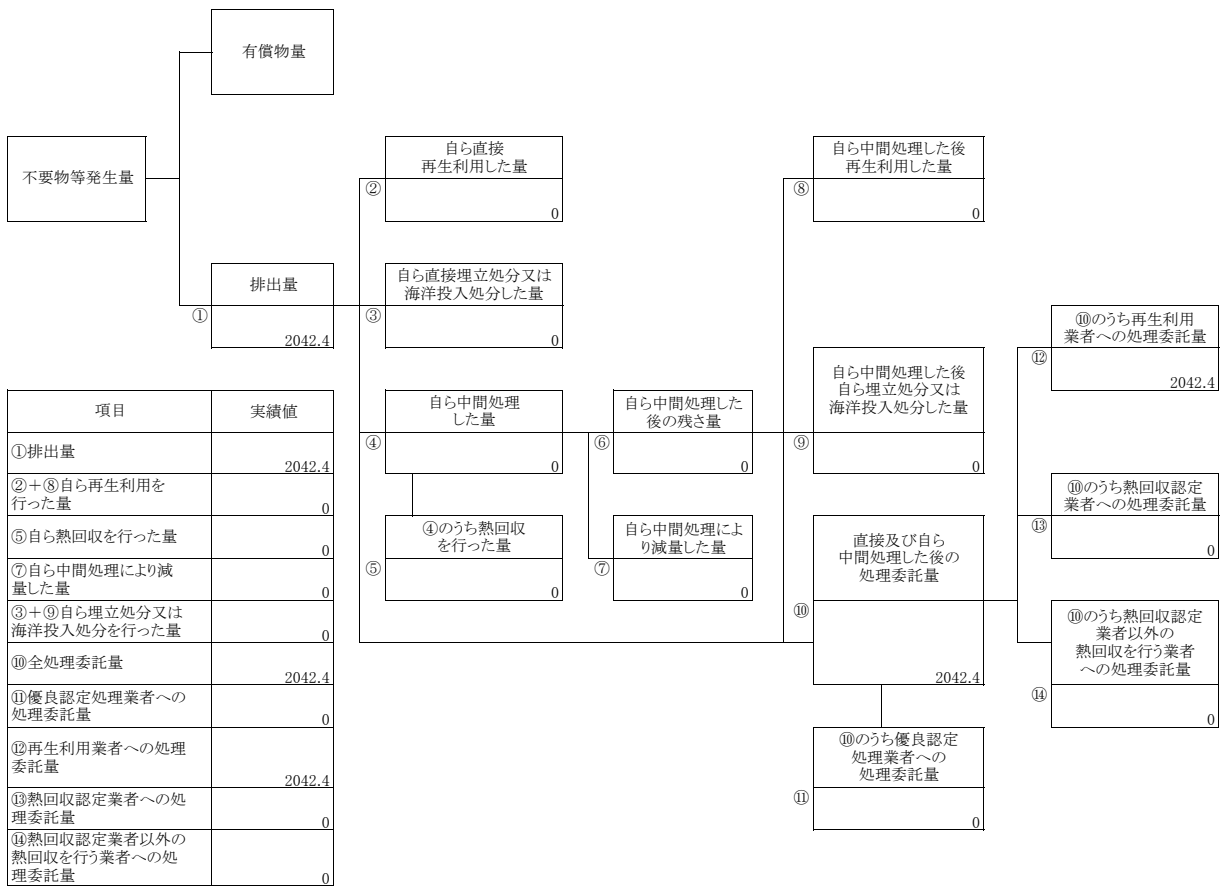 有償物量
不要物等発生量
自ら直接
再生利用した量
②
0
自ら中間処理した後
再生利用した量
⑧
0
排出量
①
2042.4
自ら直接埋立処分又は
海洋投入処分した量
③
0
⑩のうち再生利用
業者への処理委託量
⑫
2042.4
自ら中間処理
した量
④
0
自ら中間処理した
後の残さ量
⑥
0
自ら中間処理した後
自ら埋立処分又は
海洋投入処分した量
⑨
0
⑩のうち熱回収認定
業者への処理委託量
⑬
0
④のうち熱回収
を行った量
⑤
0
自ら中間処理によ
り減量した量
⑦
0
直接及び自ら
中間処理した後の
処理委託量
⑩
2042.4
⑩のうち熱回収認定
業者以外の
熱回収を行う業者
への処理委託量
⑭
0
⑩のうち優良認定
処理業者への
処理委託量
⑪
0
項目 実績値
①排出量
2042.4
②+⑧自ら再生利用を
行った量
0
⑤自ら熱回収を行った量
0
⑦自ら中間処理により減
量した量
0
③+⑨自ら埋立処分又は
海洋投入処分を行った量
0
⑩全処理委託量
2042.4
⑪優良認定処理業者への
処理委託量
0
⑫再生利用業者への処理
委託量
2042.4
⑬熱回収認定業者への処
理委託量
0
⑭熱回収認定業者以外の
熱回収を行う業者への処
理委託量
0